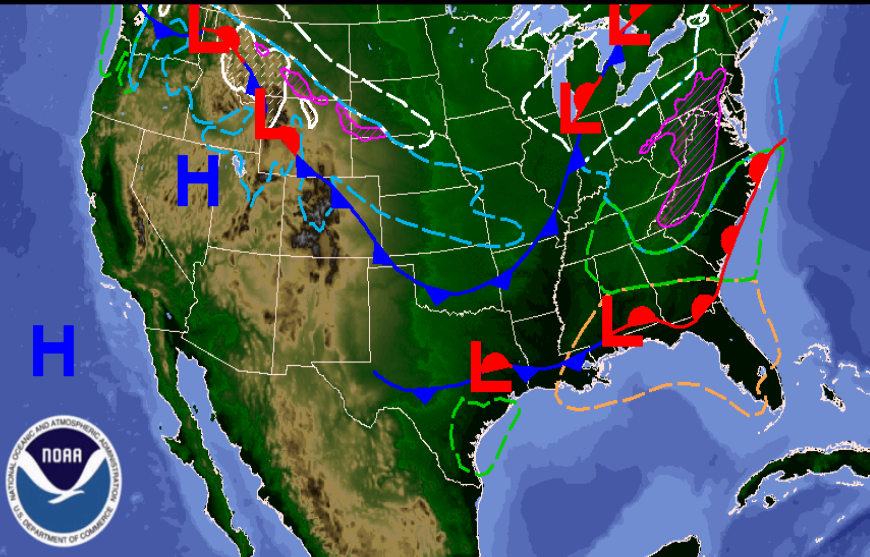 L
L
L
L
H
H
L
L
NATIONAL OCEANIC AND ATMOSPHERIC ADMINISTRATION
NOAA
U.S. DEPARTMENT OF COMMERCE